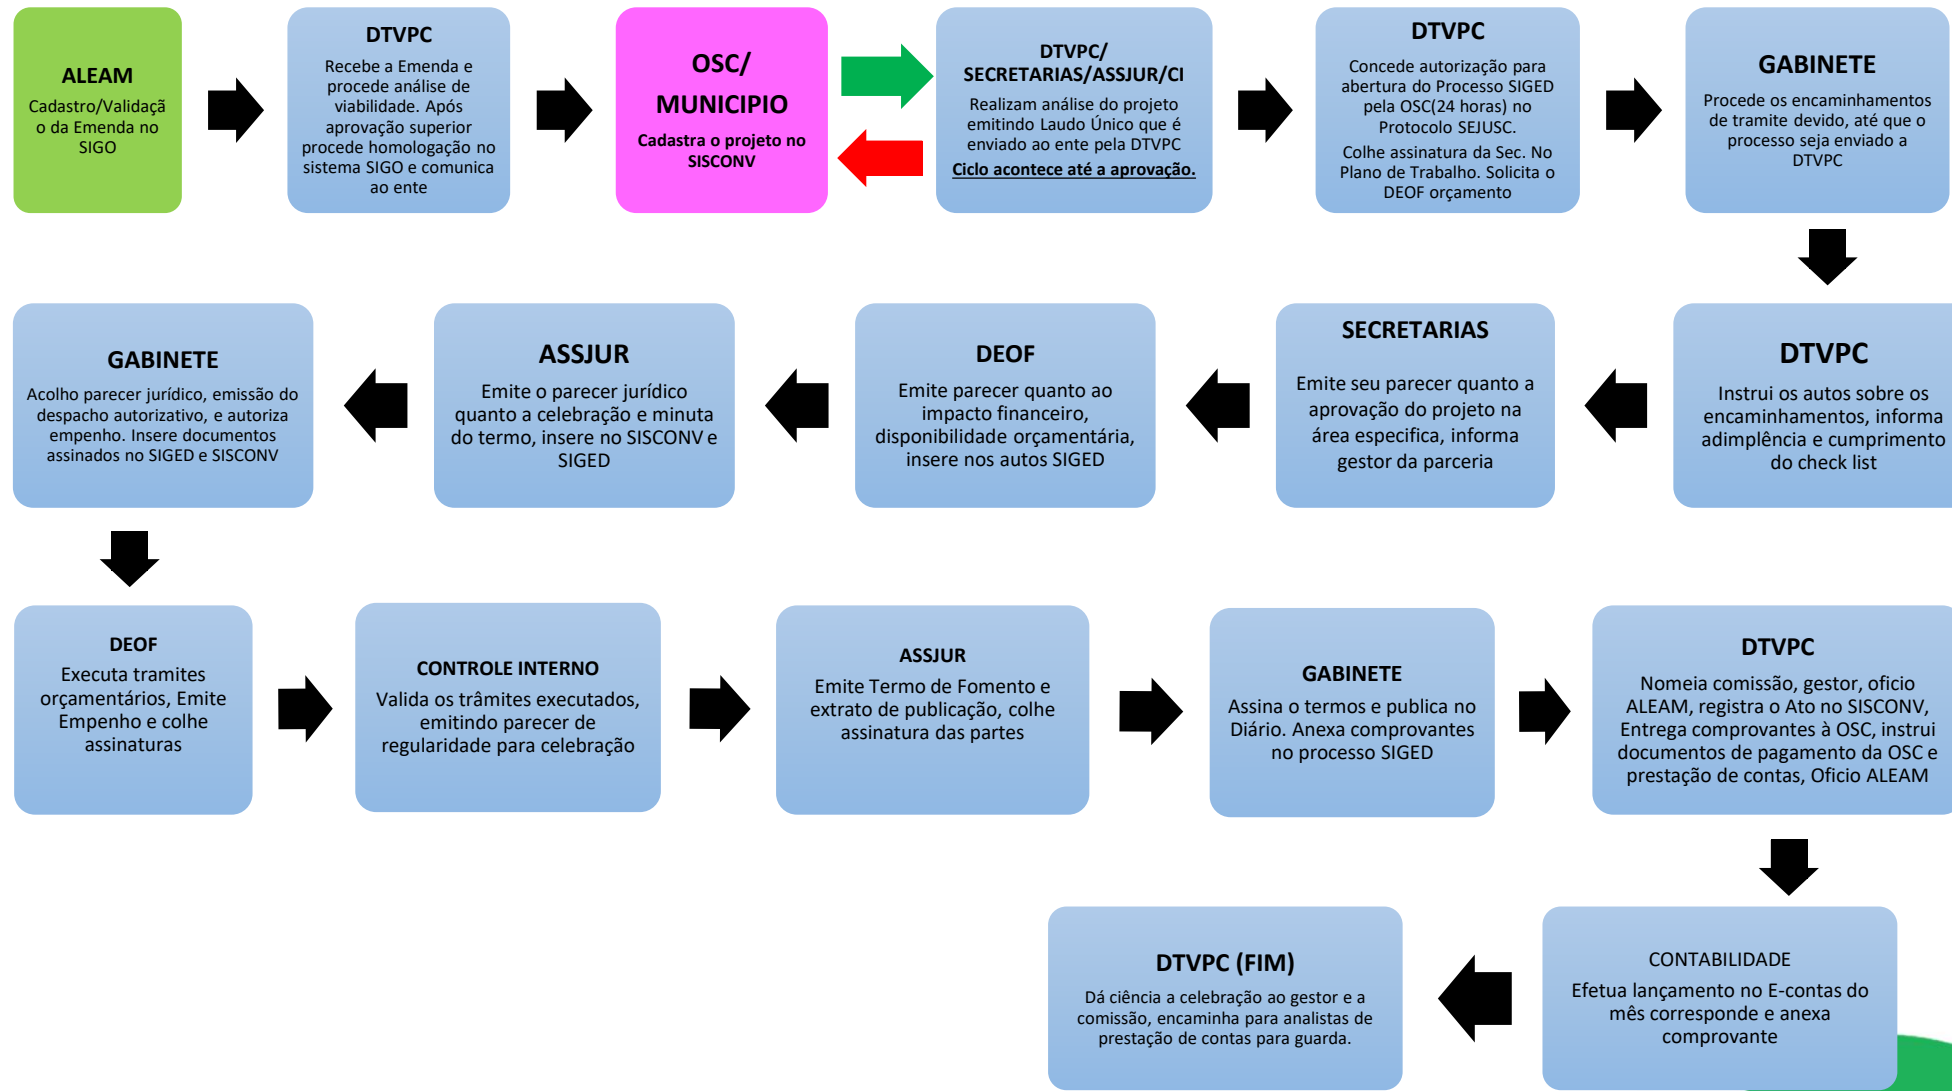 ALEAM
Cadastro/Validaçã
o da Emenda no
SIGO
DTVPC
Recebe a Emenda e
procede análise de
viabilidade. Após
aprovação superior
procede homologação no
sistema SIGO e comunica
ao ente
OSC/
MUNICIPIO
Cadastra o projeto no
SISCONV
DTVPC/
SECRETARIAS/ASSJUR/CI
Realizam análise do projeto
emitindo Laudo Único que é
enviado ao ente pela DTVPC
Ciclo acontece até a aprovação.
DTVPC
Concede autorização para
abertura do Processo SIGED
pela OSC(24 horas) no
Protocolo SEJUSC.
Colhe assinatura da Sec. No
Plano de Trabalho. Solicita o
DEOF orçamento
GABINETE
Procede os encaminhamentos
de tramite devido, até que o
processo seja enviado a
DTVPC
DTVPC
Instrui os autos sobre os
encaminhamentos, informa
adimplência e cumprimento
do check list
SECRETARIAS
Emite seu parecer quanto a
aprovação do projeto na
área especifica, informa
gestor da parceria
DEOF
Emite parecer quanto ao
impacto financeiro,
disponibilidade orçamentária,
insere nos autos SIGED
ASSJUR
Emite o parecer jurídico
quanto a celebração e minuta
do termo, insere no SISCONV e
SIGED
GABINETE
Acolho parecer jurídico, emissão do
despacho autorizativo, e autoriza
empenho. Insere documentos
assinados no SIGED e SISCONV
DEOF
Executa tramites
orçamentários, Emite
Empenho e colhe
assinaturas
CONTROLE INTERNO
Valida os trâmites executados,
emitindo parecer de
regularidade para celebração
ASSJUR
Emite Termo de Fomento e
extrato de publicação, colhe
assinatura das partes
GABINETE
Assina o termos e publica no
Diário. Anexa comprovantes
no processo SIGED
DTVPC
Nomeia comissão, gestor, oficio
ALEAM, registra o Ato no SISCONV,
Entrega comprovantes à OSC, instrui
documentos de pagamento da OSC e
prestação de contas, Oficio ALEAM
CONTABILIDADE
Efetua lançamento no E-contas do
mês corresponde e anexa
comprovante
DTVPC (FIM)
Dá ciência a celebração ao gestor e a
comissão, encaminha para analistas de
prestação de contas para guarda.